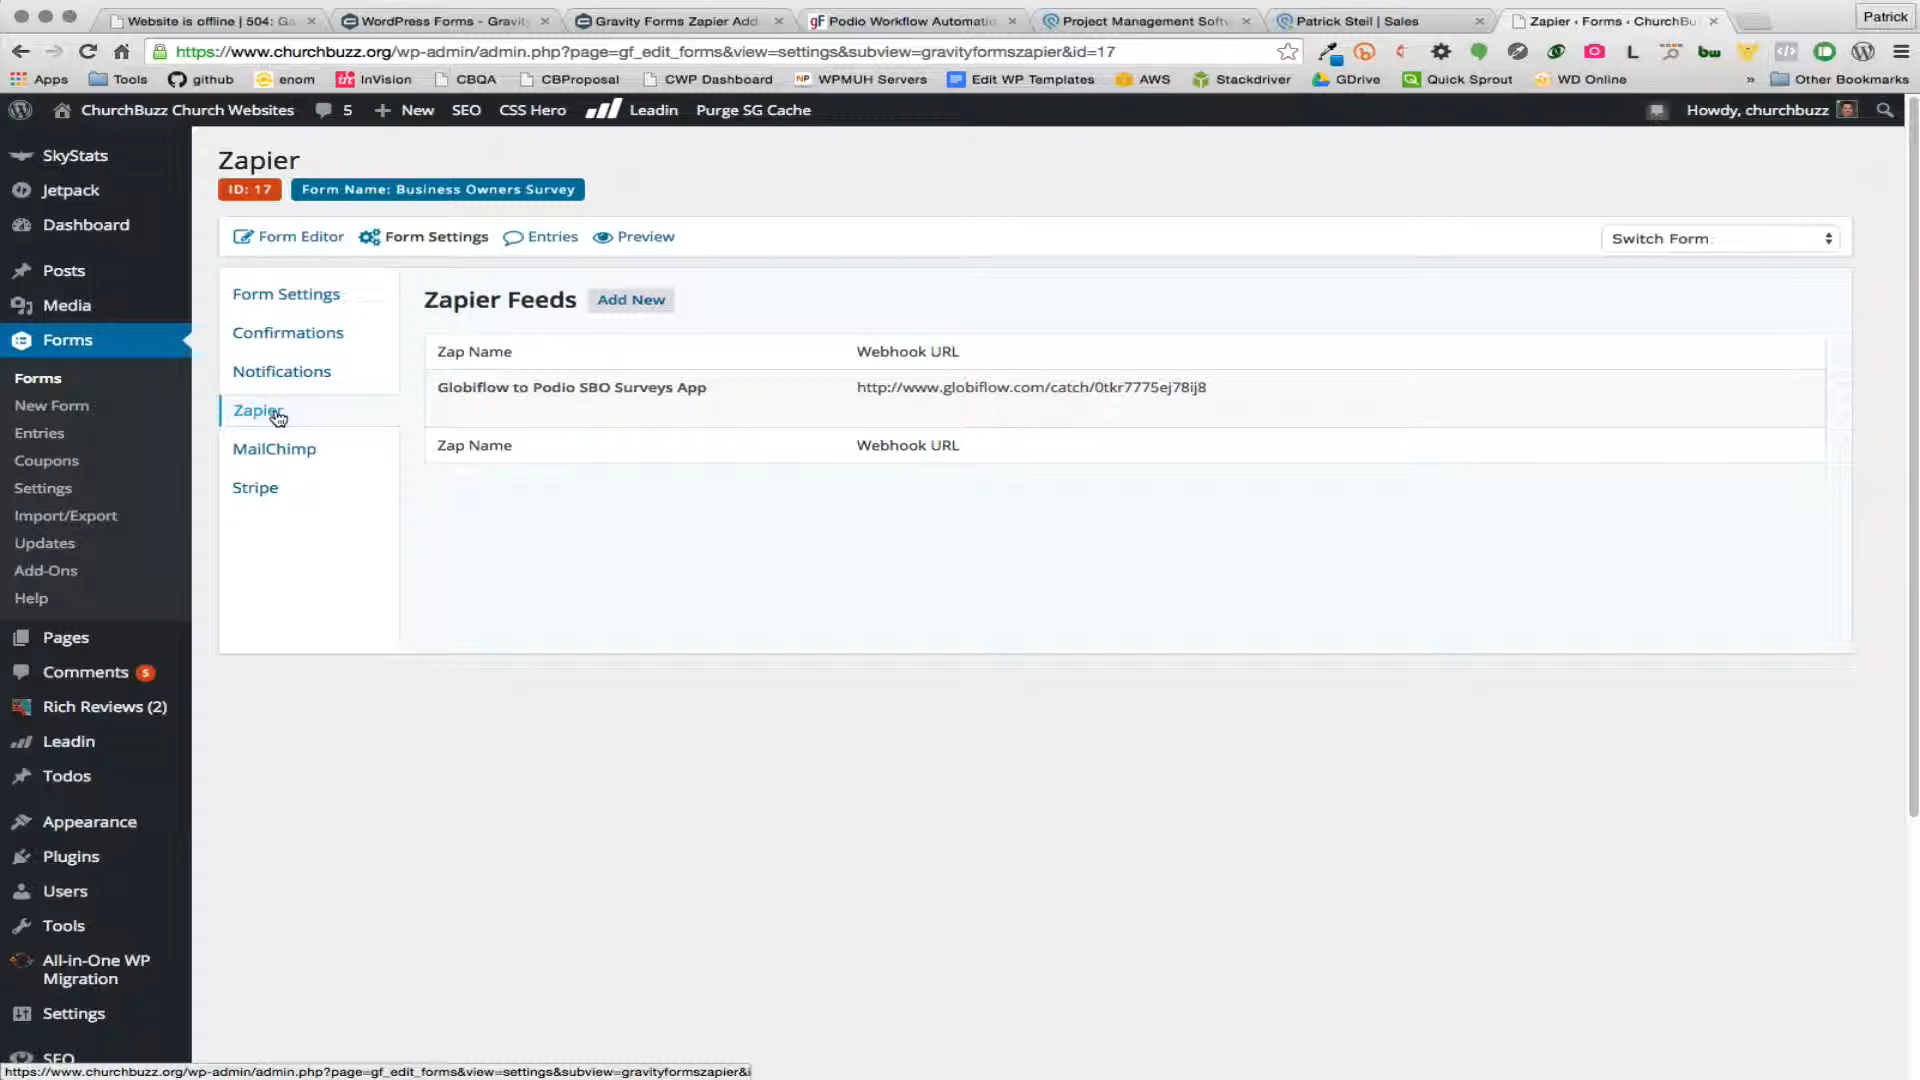 Website is offline | 504: Ga
WordPress Forms - Gravity
Gravity Forms Zapier Add
gF Podio Workflow Automatio
Project Management Softw
Patrick Steil | Sales
Zapier ‹ Forms ‹ ChurchBu
Patrick
https://www.churchbuzz.org/wp-admin/admin.php?page=gf_edit_forms&view=settings&subview=gravityformszapier&id=17
L
bw
Apps
Tools
github
enom
in InVision
CBQA
CBProposal
CWP Dashboard
NP WPMUH Servers
Edit WP Templates
AWS
Stackdriver
GDrive
Quick Sprout
WD Online
»
Other Bookmarks
ChurchBuzz Church Websites
5
+ New
SEO
CSS Hero
Leadin
Purge SG Cache
Howdy, churchbuzz
SkyStats
Jetpack
Dashboard
Posts
Media
Forms
Forms
New Form
Entries
Coupons
Settings
Import/Export
Updates
Add-Ons
Help
Pages
Comments 5
Rich Reviews (2)
Leadin
Todos
Appearance
Plugins
Users
Tools
All-in-One WP
Migration
Settings
SEO
Zapier
ID: 17
Form Name: Business Owners Survey
Form Editor
Form Settings
Entries
Preview
Switch Form
Form Settings
Confirmations
Notifications
Zapier
MailChimp
Stripe
Zapier Feeds
Add New
Zap Name
Webhook URL
Globiflow to Podio SBO Surveys App
http://www.globiflow.com/catch/0tkr7775ej78ij8
Zap Name
Webhook URL
https://www.churchbuzz.org/wp-admin/admin.php?page=gf_edit_forms&view=settings&subview=gravityformszapier&i